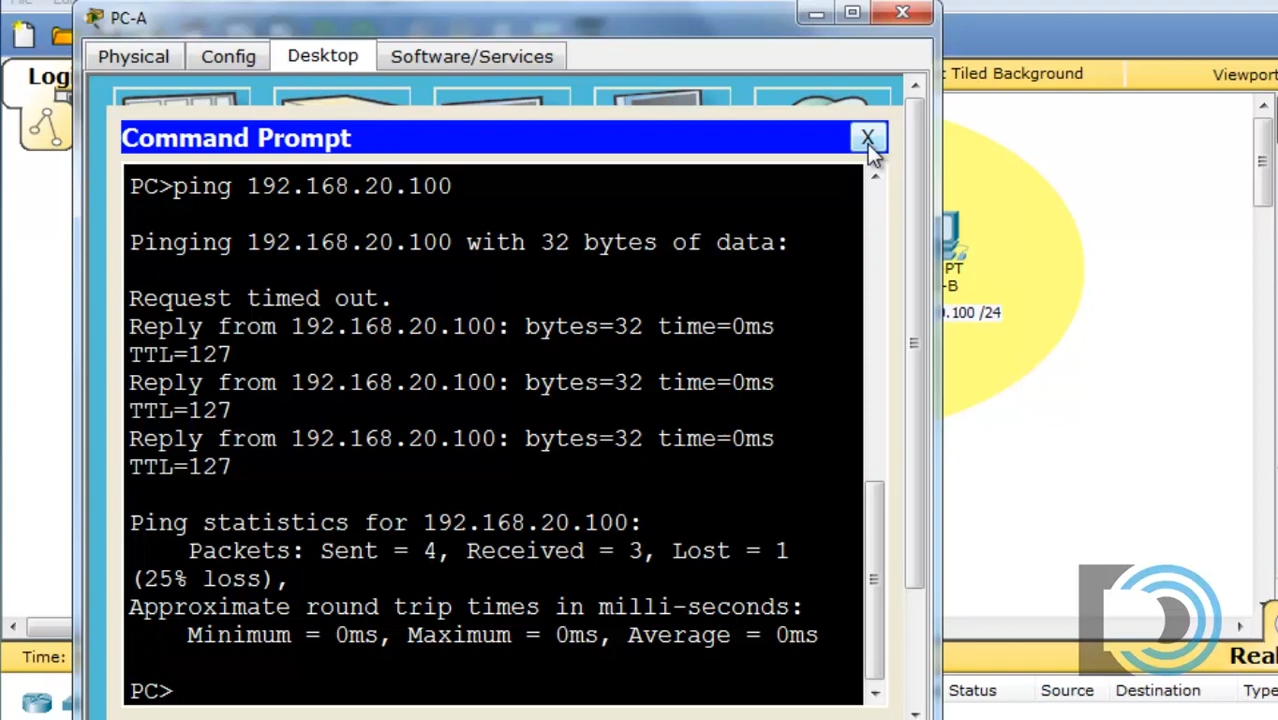 PC-A
Physical
Config
Desktop
Software/Services
Tiled Background
Viewport
Command Prompt
X
PC>ping 192.168.20.100
Pinging 192.168.20.100 with 32 bytes of data:
Request timed out.
Reply from 192.168.20.100: bytes=32 time=0ms
TTL=127
Reply from 192.168.20.100: bytes=32 time=0ms
TTL=127
Reply from 192.168.20.100: bytes=32 time=0ms
TTL=127
Ping statistics for 192.168.20.100:
Packets: Sent = 4, Received = 3, Lost = 1
(25% loss),
Approximate round trip times in milli-seconds:
Minimum = 0ms, Maximum = 0ms, Average = 0ms
PC>
Log
PT
-B
.100 /24
Time:
Real
Status
Source
Destination
Type